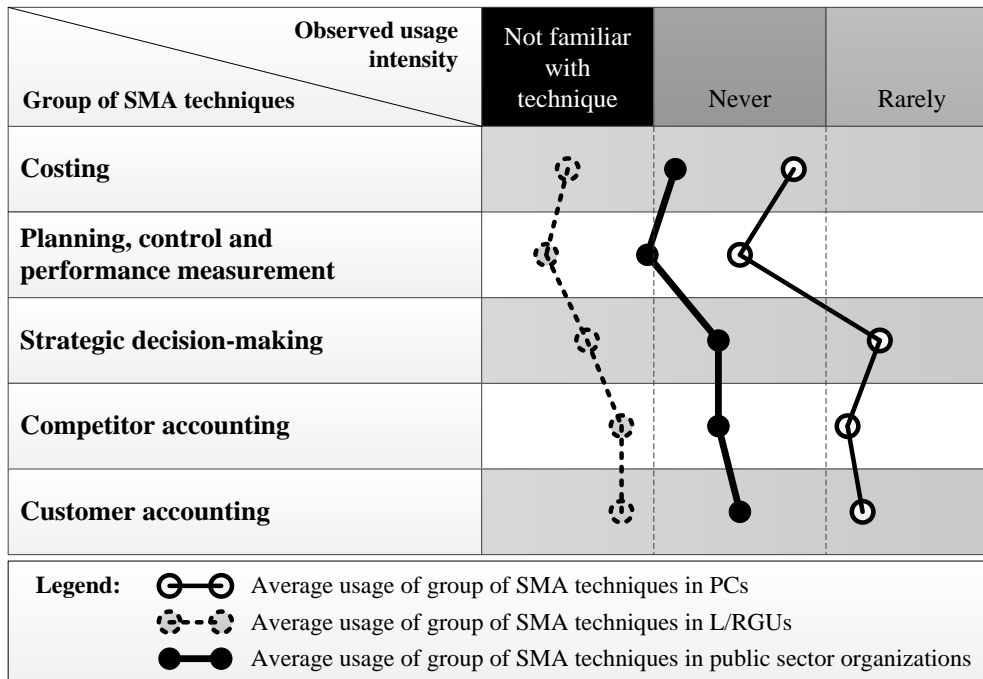 Observed usage
intensity
Group of SMA techniques
Not familiar
with
technique
Never
Rarely
Costing
Planning, control and
performance measurement
Strategic decision-making
Competitor accounting
Customer accounting
Legend:
Average usage of group of SMA techniques in PCs
Average usage of group of SMA techniques in L/RGUs
Average usage of group of SMA techniques in public sector organizations